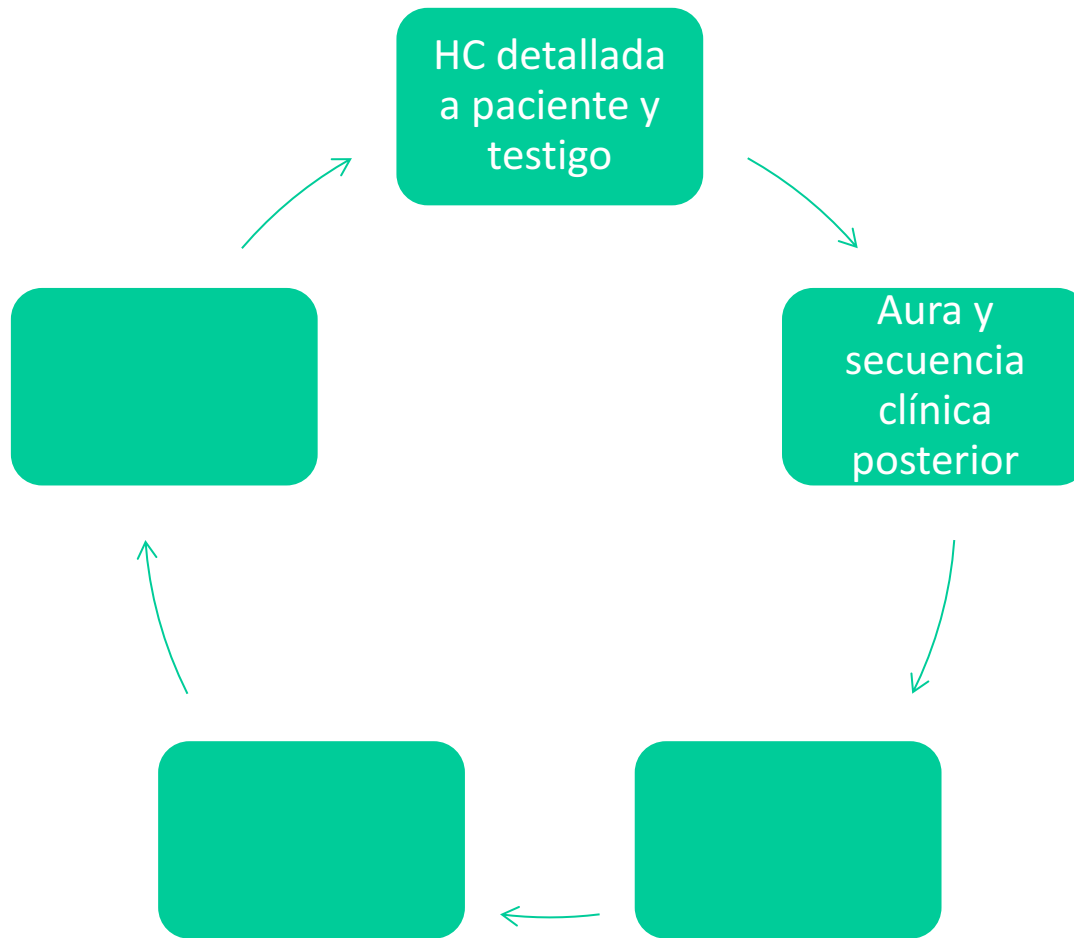 HC detallada
a paciente y
testigo
Aura y
secuencia
clínica
posterior